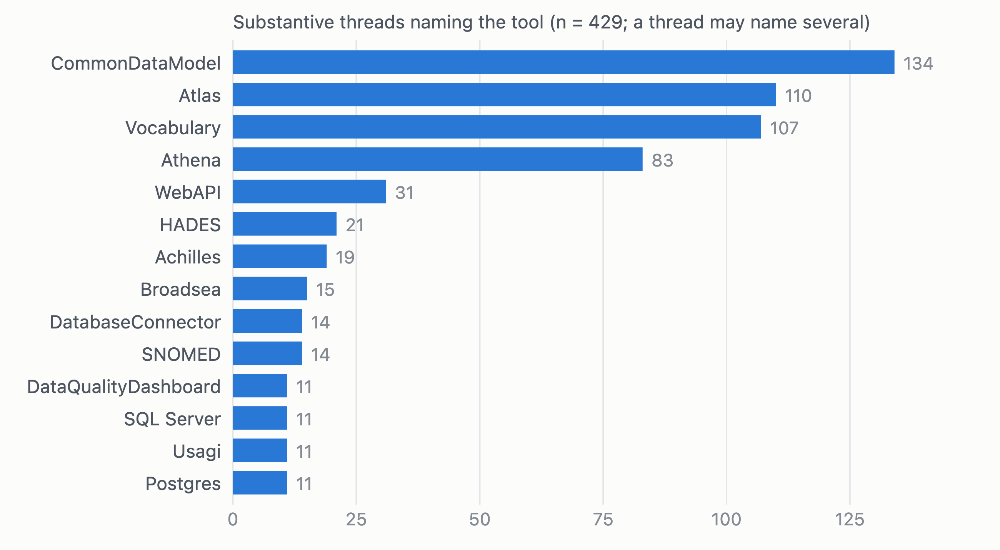 Substantive threads naming the tool (n = 429; a thread may name several)
CommonDataModel 134
Atlas 110
Vocabulary 107
Athena 83
WebAPI 31
HADES 21
Achilles 19
Broadsea 15
DatabaseConnector 14
SNOMED 14
DataQualityDashboard 11
SQL Server 11
Usagi 11
Postgres 11
0 25 50 75 100 125